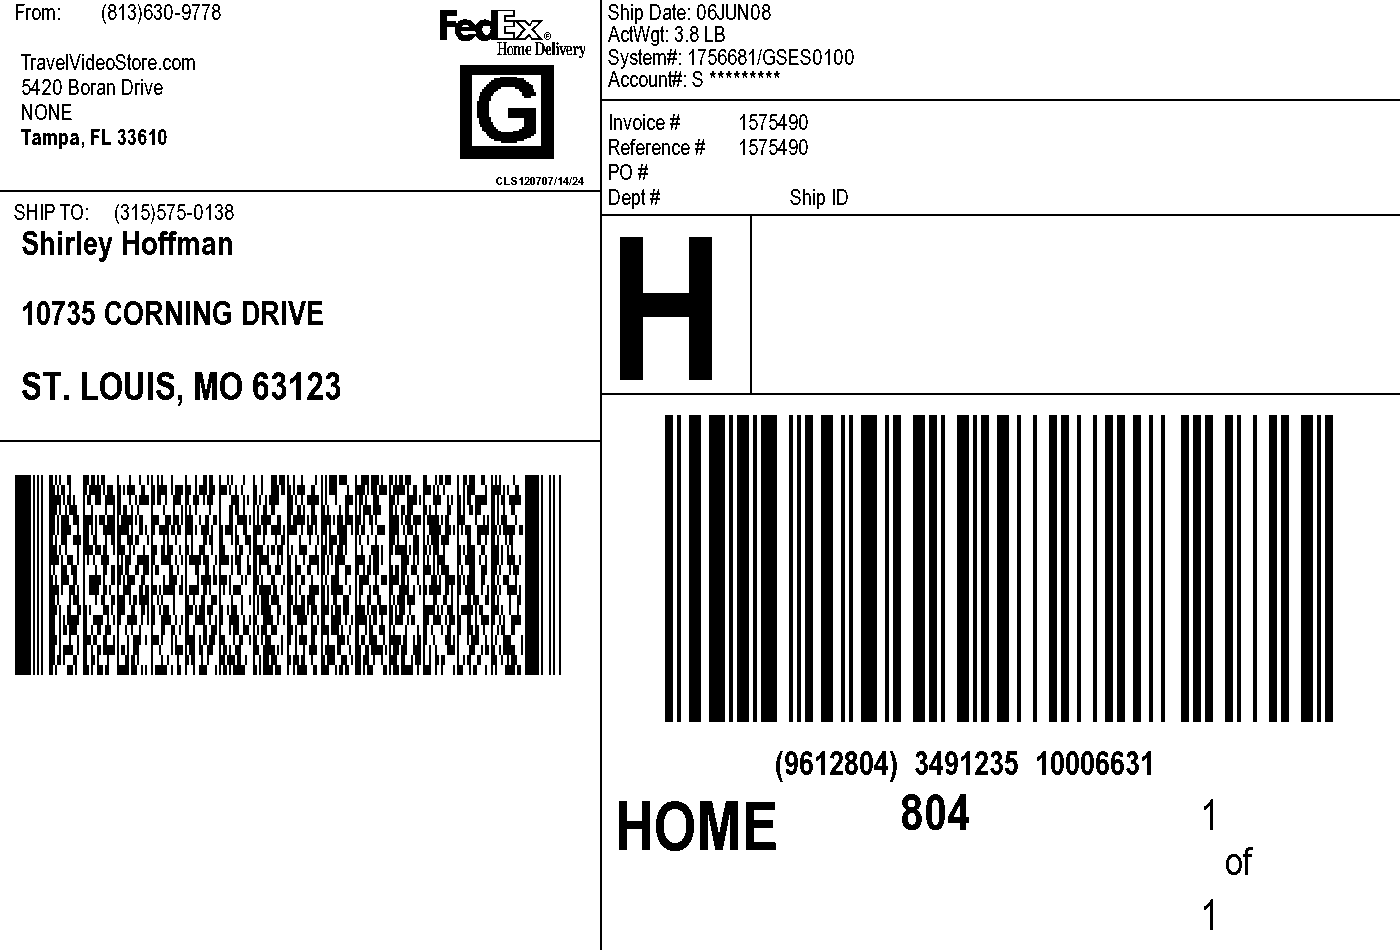 From: (813)630-9778
TravelVideoStore.com
5420 Boran Drive
NONE
Tampa, FL 33610
FedEx®
Home Delivery
G
CLS120707/14/24
Ship Date: 06JUN08
ActWgt: 3.8 LB
System#: 1756681/GSES0100
Account#: S *********
Invoice # 1575490
Reference # 1575490
PO #
Dept # Ship ID
SHIP TO: (315)575-0138
Shirley Hoffman
10735 CORNING DRIVE
ST. LOUIS, MO 63123
H
(9612804) 3491235 10006631
HOME 804 1
of
1